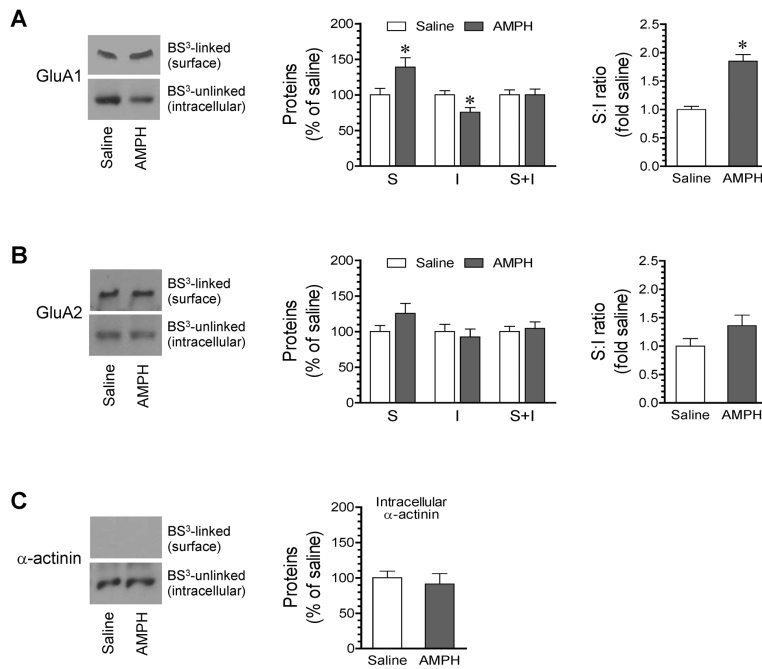 A
GluA1
BS³-linked
(surface)
BS³-unlinked
(intracellular)
Saline
AMPH
Proteins
(% of saline)
200
150
100
50
0
Saline
AMPH
*
*
S
I
S+I
S:I ratio
(fold saline)
2.5
2.0
1.5
1.0
0.5
0.0
*
Saline
AMPH
B
GluA2
BS³-linked
(surface)
BS³-unlinked
(intracellular)
Saline
AMPH
Proteins
(% of saline)
200
150
100
50
0
Saline
AMPH
S
I
S+I
S:I ratio
(fold saline)
2.5
2.0
1.5
1.0
0.5
0.0
Saline
AMPH
C
α-actinin
BS³-linked
(surface)
BS³-unlinked
(intracellular)
Saline
AMPH
Proteins
(% of saline)
200
150
100
50
0
Intracellular
α-actinin
Saline
AMPH